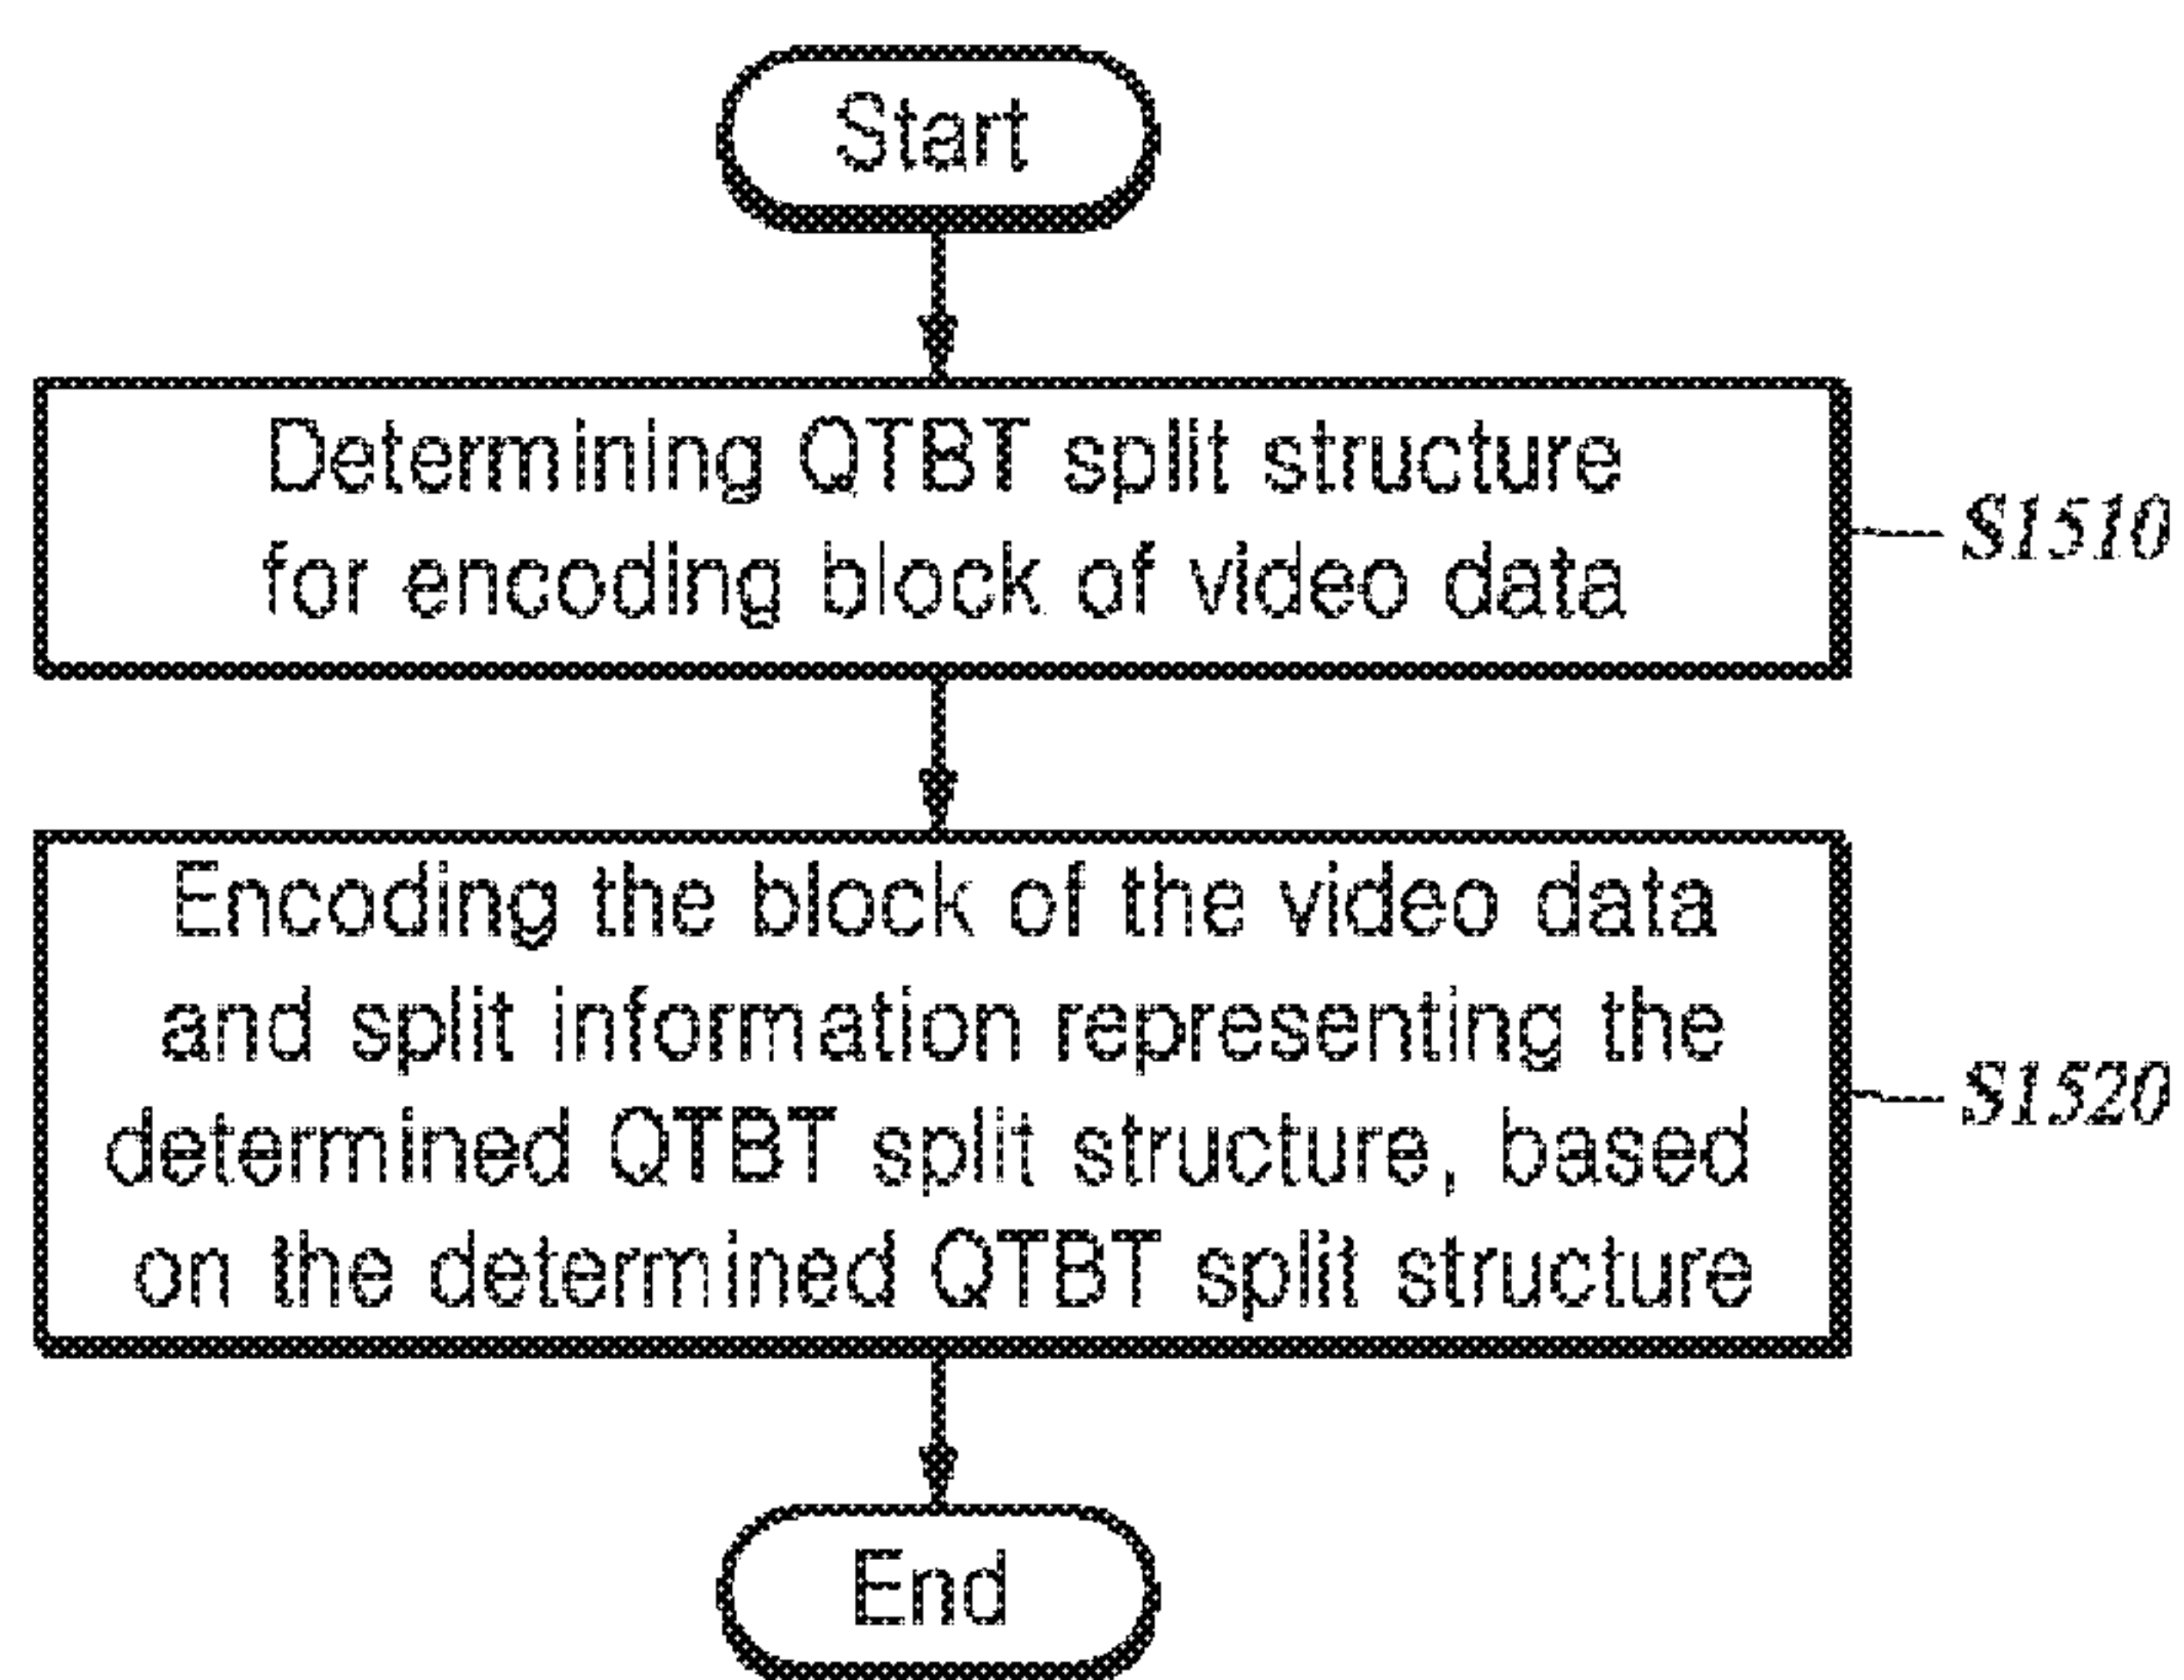 Start
Determining QTBT split structure
for encoding block of video data
S1510
Encoding the block of the video data
and split information representing the
determined QTBT split structure, based
on the determined QTBT split structure
S1520
End